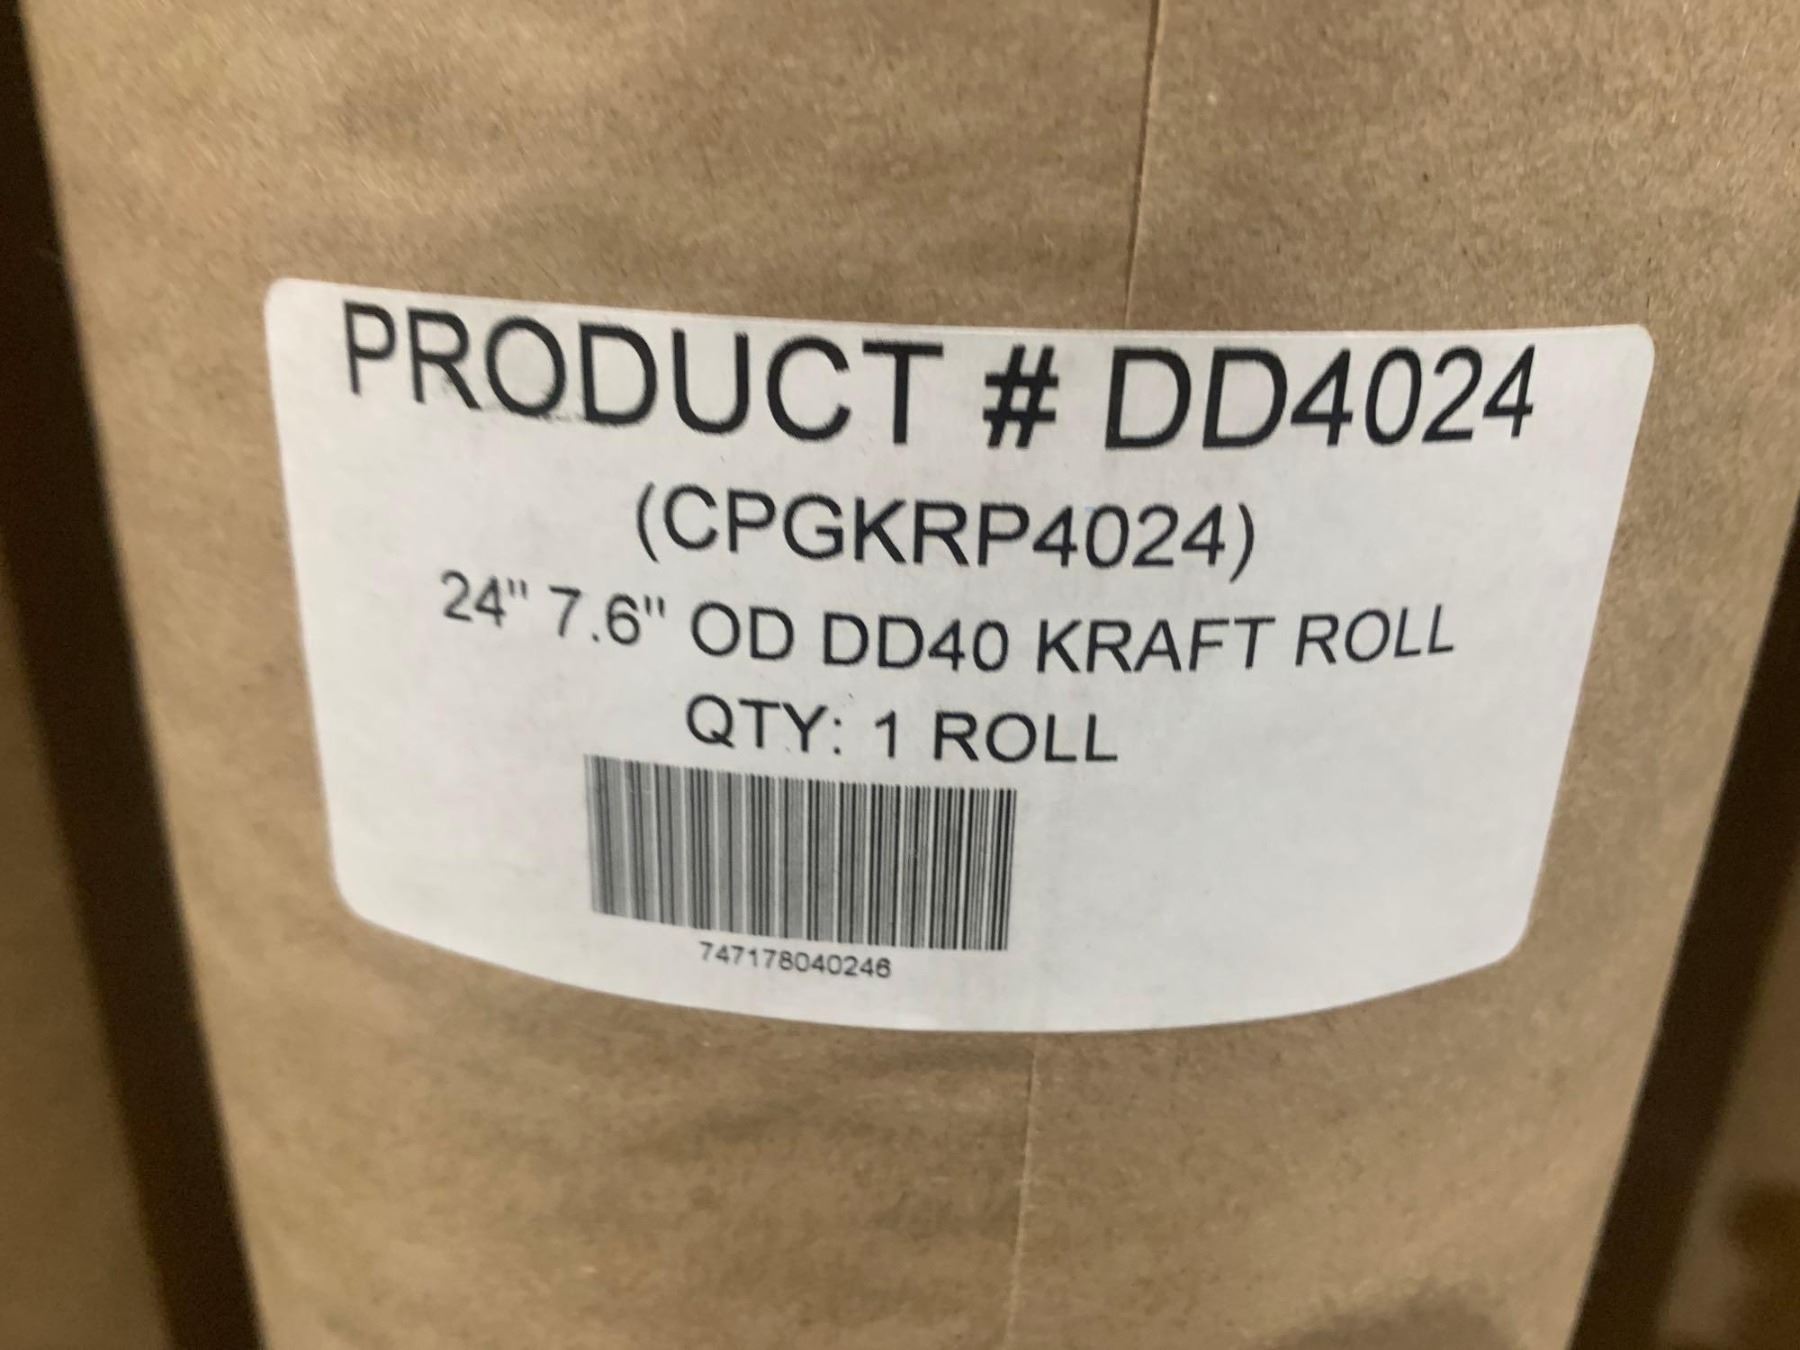 PRODUCT # DD4024
(CPGKRP4024)
24" 7.6" OD DD40 KRAFT ROLL
QTY: 1 ROLL
747178040246